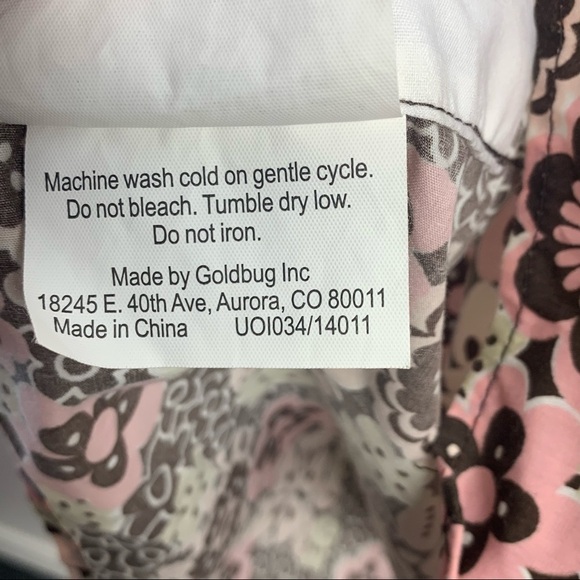 Machine wash cold on gentle cycle.
Do not bleach. Tumble dry low.
Do not iron.
Made by Goldbug Inc
18245 E. 40th Ave, Aurora, CO 80011
Made in China UOI034/14011